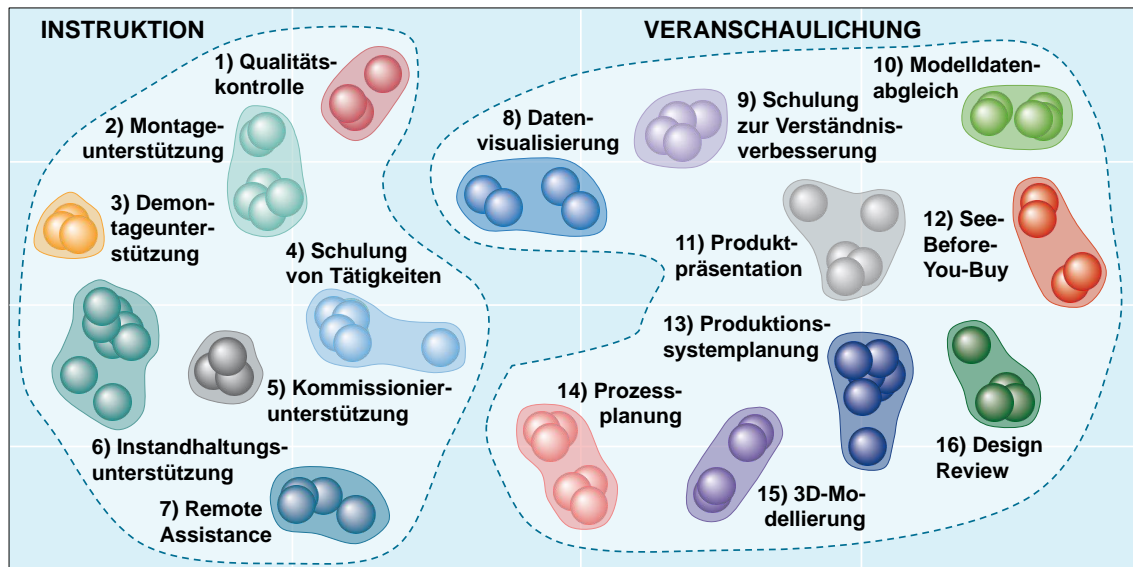 INSTRUKTION
1) Qualitäts-
kontrolle
2) Montage-
unterstützung
3) Demon-
tageunter-
stützung
4) Schulung
von Tätigkeiten
5) Kommissionier-
unterstützung
6) Instandhaltungs-
unterstützung
7) Remote
Assistance
VERANSCHAULICHUNG
8) Daten-
visualisierung
9) Schulung
zur Verständnis-
verbesserung
10) Modelldaten-
abgleich
11) Produkt-
präsentation
12) See-
Before-
You-Buy
13) Produktions-
systemplanung
14) Prozess-
planung
15) 3D-Mo-
dellierung
16) Design
Review